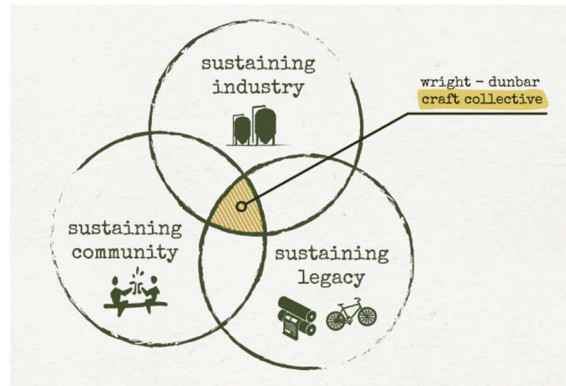 sustaining
industry
wright - dunbar
craft collective
sustaining
community
sustaining
legacy